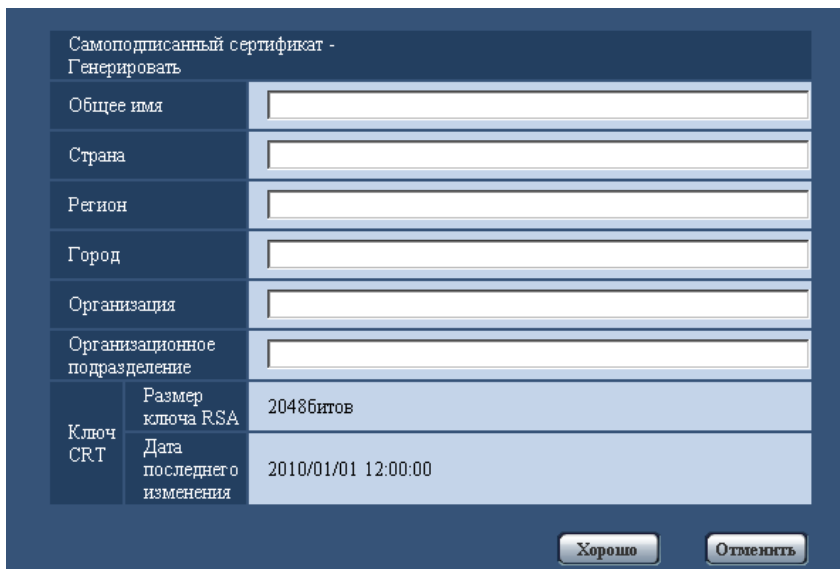 Самоподписанный сертификат -
Генерировать
Общее имя
Страна
Регион
Город
Организация
Организационное
подразделение
Ключ
CRT
Размер
ключа RSA
2048битов
Дата
последнего
изменения
2010/01/01 12:00:00
Хорошо
Отменить